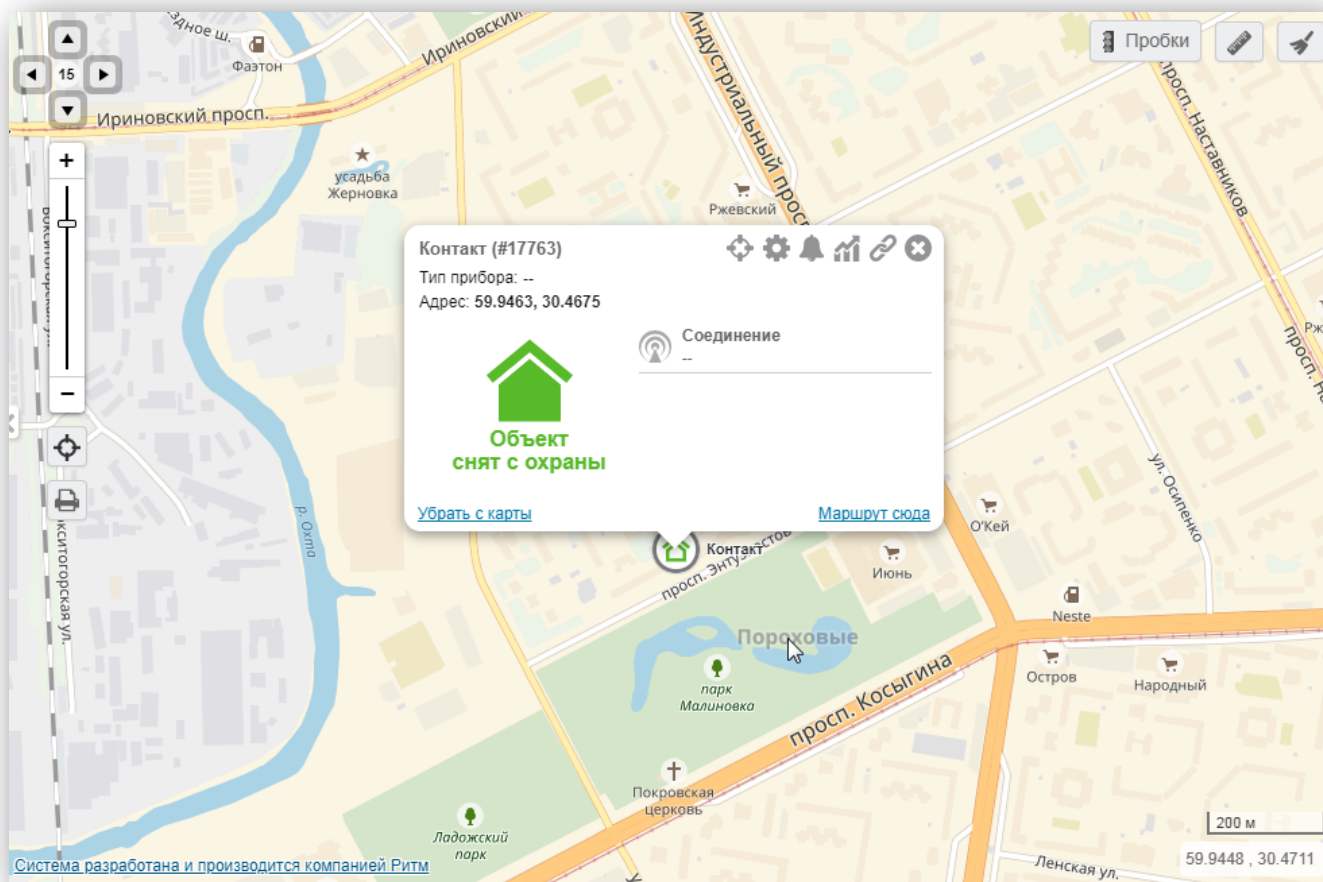 Фаэтон
Ириновский
Индустриальный просп.
Пробки
просп. Наставников
15
Ириновский просп.
усадьба
Жерновка
Ржевский
Контакт (#17763)
Тип прибора: --
Адрес: 59.9463, 30.4675
Соединение
--
Объект
снят с охраны
Убрать с карты
Маршрут сюда
р. Охта
ул. Осипенко
О'Кей
Контакт
Июнь
Neste
Пороховые
парк
Малиновка
Остров
Народный
просп. Косыгина
Покровская
церковь
Ладожский
парк
200 м
Система разработана и производится компанией Ритм
59.9448 , 30.4711
Ленская ул.